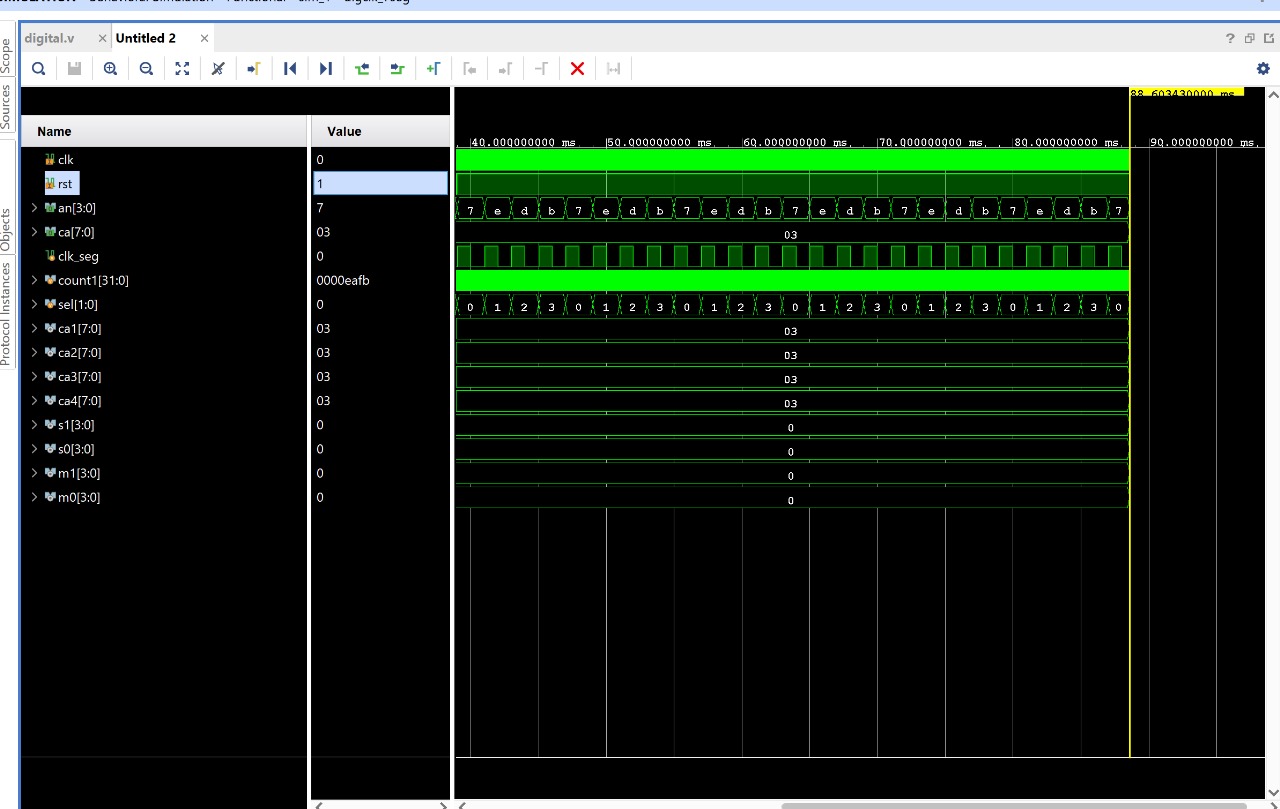 digital.v
Untitled 2
Scope
Sources
Objects
Protocol Instances
Name
Value
88.603430000 ms
40.000000000 ms
50.000000000 ms
60.000000000 ms
70.000000000 ms
80.000000000 ms
90.000000000 ms
clk 0
rst 1
an[3:0] 7 7 e d b 7 e d b 7 e d b 7 e d b 7 e d b 7 e d b 7
ca[7:0] 03 03
clk_seg 0
count1[31:0] 0000eafb
sel[1:0] 0 0 1 2 3 0 1 2 3 0 1 2 3 0 1 2 3 0 1 2 3 0 1 2 3 0
ca1[7:0] 03 03
ca2[7:0] 03 03
ca3[7:0] 03 03
ca4[7:0] 03 03
s1[3:0] 0 0
s0[3:0] 0 0
m1[3:0] 0 0
m0[3:0] 0 0